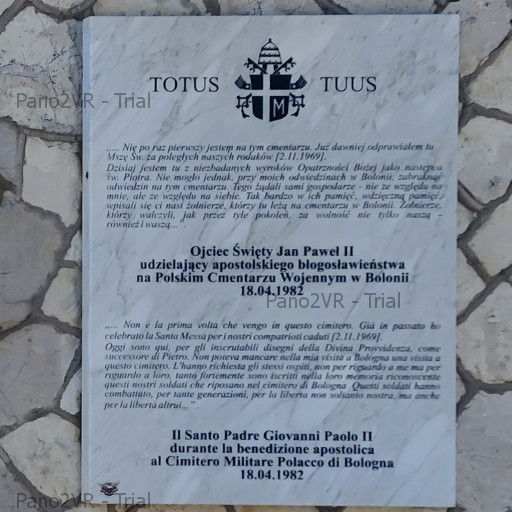 TOTUS TUUS
„.... Nie po raz pierwszy jestem na tym cmentarzu. Już dawniej odprawiałem tu
Mszę Św. za poległych naszych rodaków [2.11.1969].
Dzisiaj jestem tu z niezbadanych wyroków Opatrzności Bożej jako następca
św. Piotra. Nie mogło jednak, przy moich odwiedzinach w Bolonii, zabraknąć
odwiedzin na tym cmentarzu. Tego żądali sami gospodarze - nie ze względu na
mnie, ale ze względu na siebie. Tak bardzo w ich pamięć, wdzięczną pamięć
wpisali się ci nasi żołnierze, którzy tu leżą na cmentarzu w Bolonii. Żołnierze,
którzy walczyli, jak przez tyle pokoleń, za wolność nie tylko naszą -
również i waszą... ”.
Ojciec Święty Jan Paweł II
udzielający apostolskiego błogosławieństwa
na Polskim Cmentarzu Wojennym w Bolonii
18.04.1982
„.... Non è la prima volta che vengo in questo cimitero. Già in passato ho
celebrato la Santa Messa per i nostri compatrioti caduti [2.11.1969].
Oggi sono qui, per gli inscrutabili disegni della Divina Provvidenza, come
successore di Pietro. Non poteva mancare nella mia visita a Bologna una visita a
questo cimitero. L'hanno richiesta gli stessi ospiti, non per riguardo a me ma per
riguardo a loro, tanto fortemente sono iscritti nella loro memoria riconoscente
questi nostri soldati che riposano nel cimitero di Bologna. Questi soldati hanno
combattuto, per tante generazioni, per la libertà non soltanto nostra, ma anche
per la libertà altrui... ”.
Il Santo Padre Giovanni Paolo II
durante la benedizione apostolica
al Cimitero Militare Polacco di Bologna
18.04.1982
Pano2VR - Trial
Pano2VR - Trial
Pano2VR - Trial